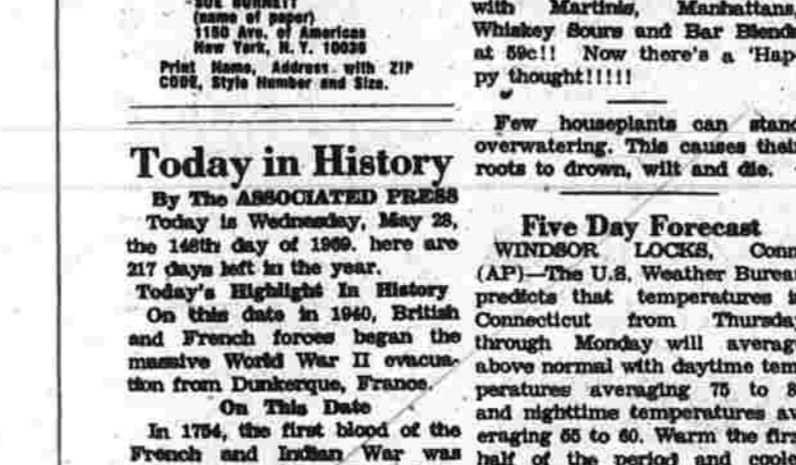 SUE BURNETT
(name of paper)
1150 Ave. of Americas
New York, N. Y. 10036
Print Name, Address with ZIP
CODE, Style Number and Size.
Today in History
By The ASSOCIATED PRESS
Today is Wednesday, May 28,
the 148th day of 1969. here are
217 days left in the year.
Today's Highlight In History
On this date in 1940, British
and French forces began the
massive World War II evacua-
tion from Dunkerque, France.
On This Date
In 1754, the first blood of the
French and Indian War was
with Martinis, Manhattans,
Whiskey Sours and Bar Blends
at 59c!! Now there's a 'Hap-
py thought!!!!!
Few houseplants can stand
overwatering. This causes their
roots to drown, wilt and die.
Five Day Forecast
WINDSOR LOCKS, Conn
(AP)—The U.S. Weather Bureau
predicts that temperatures i
Connecticut from Thursday
through Monday will average
above normal with daytime tem
peratures averaging 75 to 8
and nighttime temperatures av
eraging 55 to 60. Warm the firs
half of the period and coole